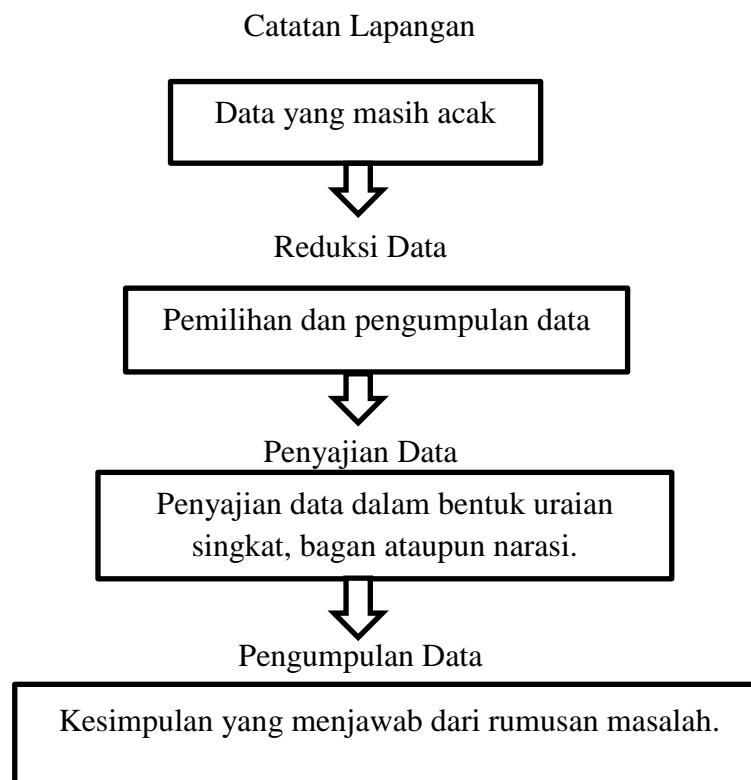 Catatan Lapangan
Data yang masih acak
Reduksi Data
Pemilihan dan pengumpulan data
Penyajian Data
Penyajian data dalam bentuk uraian
singkat, bagan ataupun narasi.
Pengumpulan Data
Kesimpulan yang menjawab dari rumusan masalah.